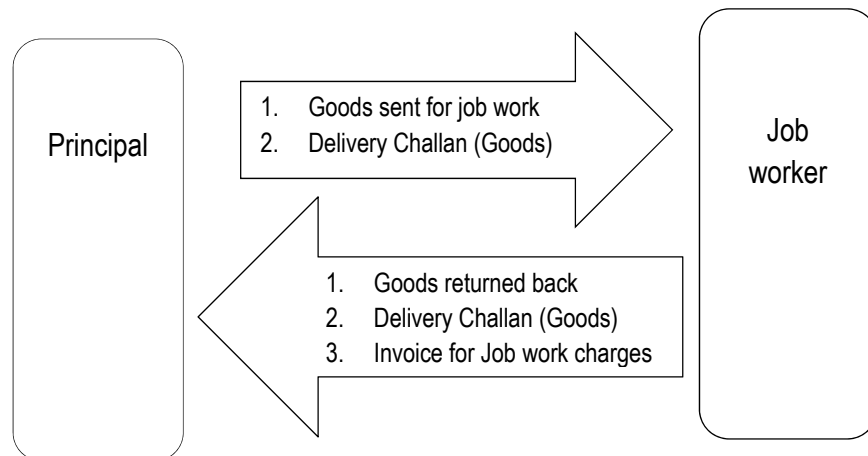 Principal
1. Goods sent for job work
2. Delivery Challan (Goods)
Job
worker
1. Goods returned back
2. Delivery Challan (Goods)
3. Invoice for Job work charges